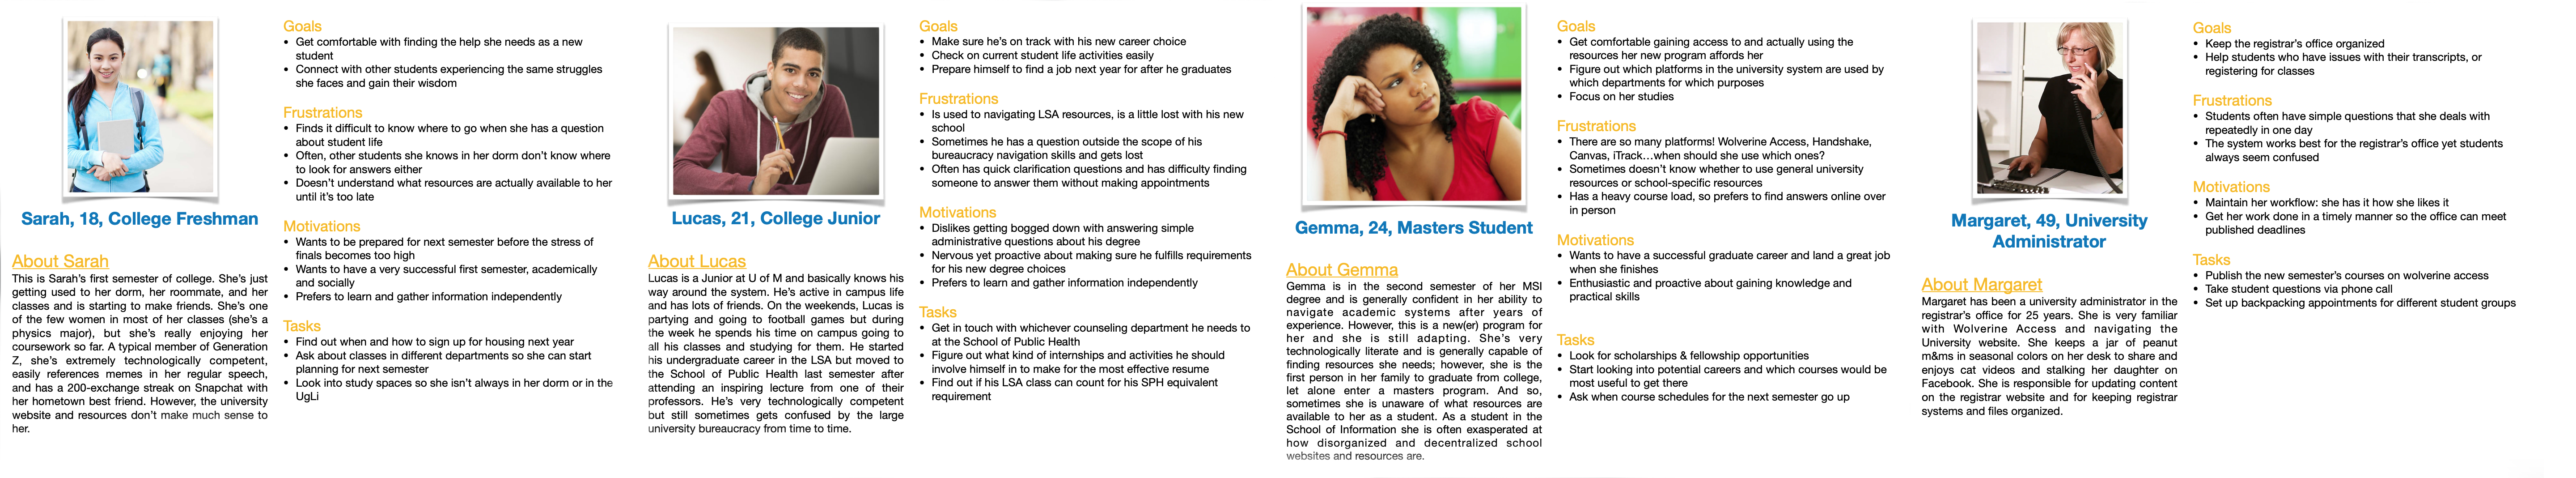 Sarah, 18, College Freshman
About Sarah
This is Sarah's first semester of college. She's just
getting used to her dorm, her roommate, and her
classes and is starting to make friends. She's one
of the few women in most of her classes (she's a
physics major), but she's really enjoying her
coursework so far. A typical member of Generation
Z, she's extremely technologically competent,
easily references memes in her regular speech,
and has a 200-exchange streak on Snapchat with
her hometown best friend. However, the university
website and resources don't make much sense to
her.
Goals
• Get comfortable with finding the help she needs as a new
student
• Connect with other students experiencing the same struggles
she faces and gain their wisdom
Frustrations
• Finds it difficult to know where to go when she has a question
about student life
• Often, other students she knows in her dorm don't know where
to look for answers either
• Doesn't understand what resources are actually available to her
until it's too late
Motivations
• Wants to be prepared for next semester before the stress of
finals becomes too high
• Wants to have a very successful first semester, academically
and socially
• Prefers to learn and gather information independently
Tasks
• Find out when and how to sign up for housing next year
• Ask about classes in different departments so she can start
planning for next semester
• Look into study spaces so she isn't always in her dorm or in the
UgLi
Lucas, 21, College Junior
About Lucas
Lucas is a Junior at U of M and basically knows his
way around the system. He's active in campus life
and has lots of friends. On the weekends, Lucas is
partying and going to football games but during
the week he spends his time on campus going to
all his classes and studying for them. He started
his undergraduate career in the LSA but moved to
the School of Public Health last semester after
attending an inspiring lecture from one of their
professors. He's very technologically competent
but still sometimes gets confused by the large
university bureaucracy from time to time.
Goals
• Make sure he's on track with his new career choice
• Check on current student life activities easily
• Prepare himself to find a job next year for after he graduates
Frustrations
• Is used to navigating LSA resources, is a little lost with his new
school
• Sometimes he has a question outside the scope of his
bureaucracy navigation skills and gets lost
• Often has quick clarification questions and has difficulty finding
someone to answer them without making appointments
Motivations
• Dislikes getting bogged down with answering simple
administrative questions about his degree
• Nervous yet proactive about making sure he fulfills requirements
for his new degree choices
• Prefers to learn and gather information independently
Tasks
• Get in touch with whichever counseling department he needs to
at the School of Public Health
• Figure out what kind of internships and activities he should
involve himself in to make for the most effective resume
• Find out if his LSA class can count for his SPH equivalent
requirement
Gemma, 24, Masters Student
About Gemma
Gemma is in the second semester of her MSI
degree and is generally confident in her ability to
navigate academic systems after years of
experience. However, this is a new(er) program for
her and she is still adapting. She's very
technologically literate and is generally capable of
finding resources she needs; however, she is the
first person in her family to graduate from college,
let alone enter a masters program. And so,
sometimes she is unaware of what resouces are
available to her as a student. As a student in the
School of Information she is often exasperated at
how disorganized and decentralized school
websites and resources are.
Goals
• Get comfortable gaining access to and actually using the
resources her new program affords her
• Figure out which platforms in the university system are used by
which departments for which purposes
• Focus on her studies
Frustrations
• There are so many platforms! Wolverine Access, Handshake,
Canvas, iTrack…when should she use which ones?
• Sometimes doesn't know whether to use general university
resources or school-specific resources
• Has a heavy course load, so prefers to find answers online over
in person
Motivations
• Wants to have a successful graduate career and land a great job
when she finishes
• Enthusiastic and proactive about gaining knowledge and
practical skills
Tasks
• Look for scholarships & fellowship opportunities
• Start looking into potential careers and which courses would be
most useful to get there
• Ask when course schedules for the next semester go up
Margaret, 49, University
Administrator
About Margaret
Margaret has been a university administrator in the
registrar's office for 25 years. She is very familiar
with Wolverine Access and navigating the
University website. She keeps a jar of peanut
m&ms in seasonal colors on her desk to share and
enjoys cat videos and stalking her daughter on
Facebook. She is responsible for updating content
on the registrar website and for keeping registrar
systems and files organized.
Goals
• Keep the registrar's office organized
• Help students who have issues with their transcripts, or
registering for classes
Frustrations
• Students often have simple questions that she deals with
repeatedly in one day
• The system works best for the registrar's office yet students
always seem confused
Motivations
• Maintain her workflow: she has it how she likes it
• Get her work done in a timely manner so the office can meet
published deadlines
Tasks
• Publish the new semester's courses on wolverine access
• Take student questions via phone call
• Set up backpacking appointments for different student groups